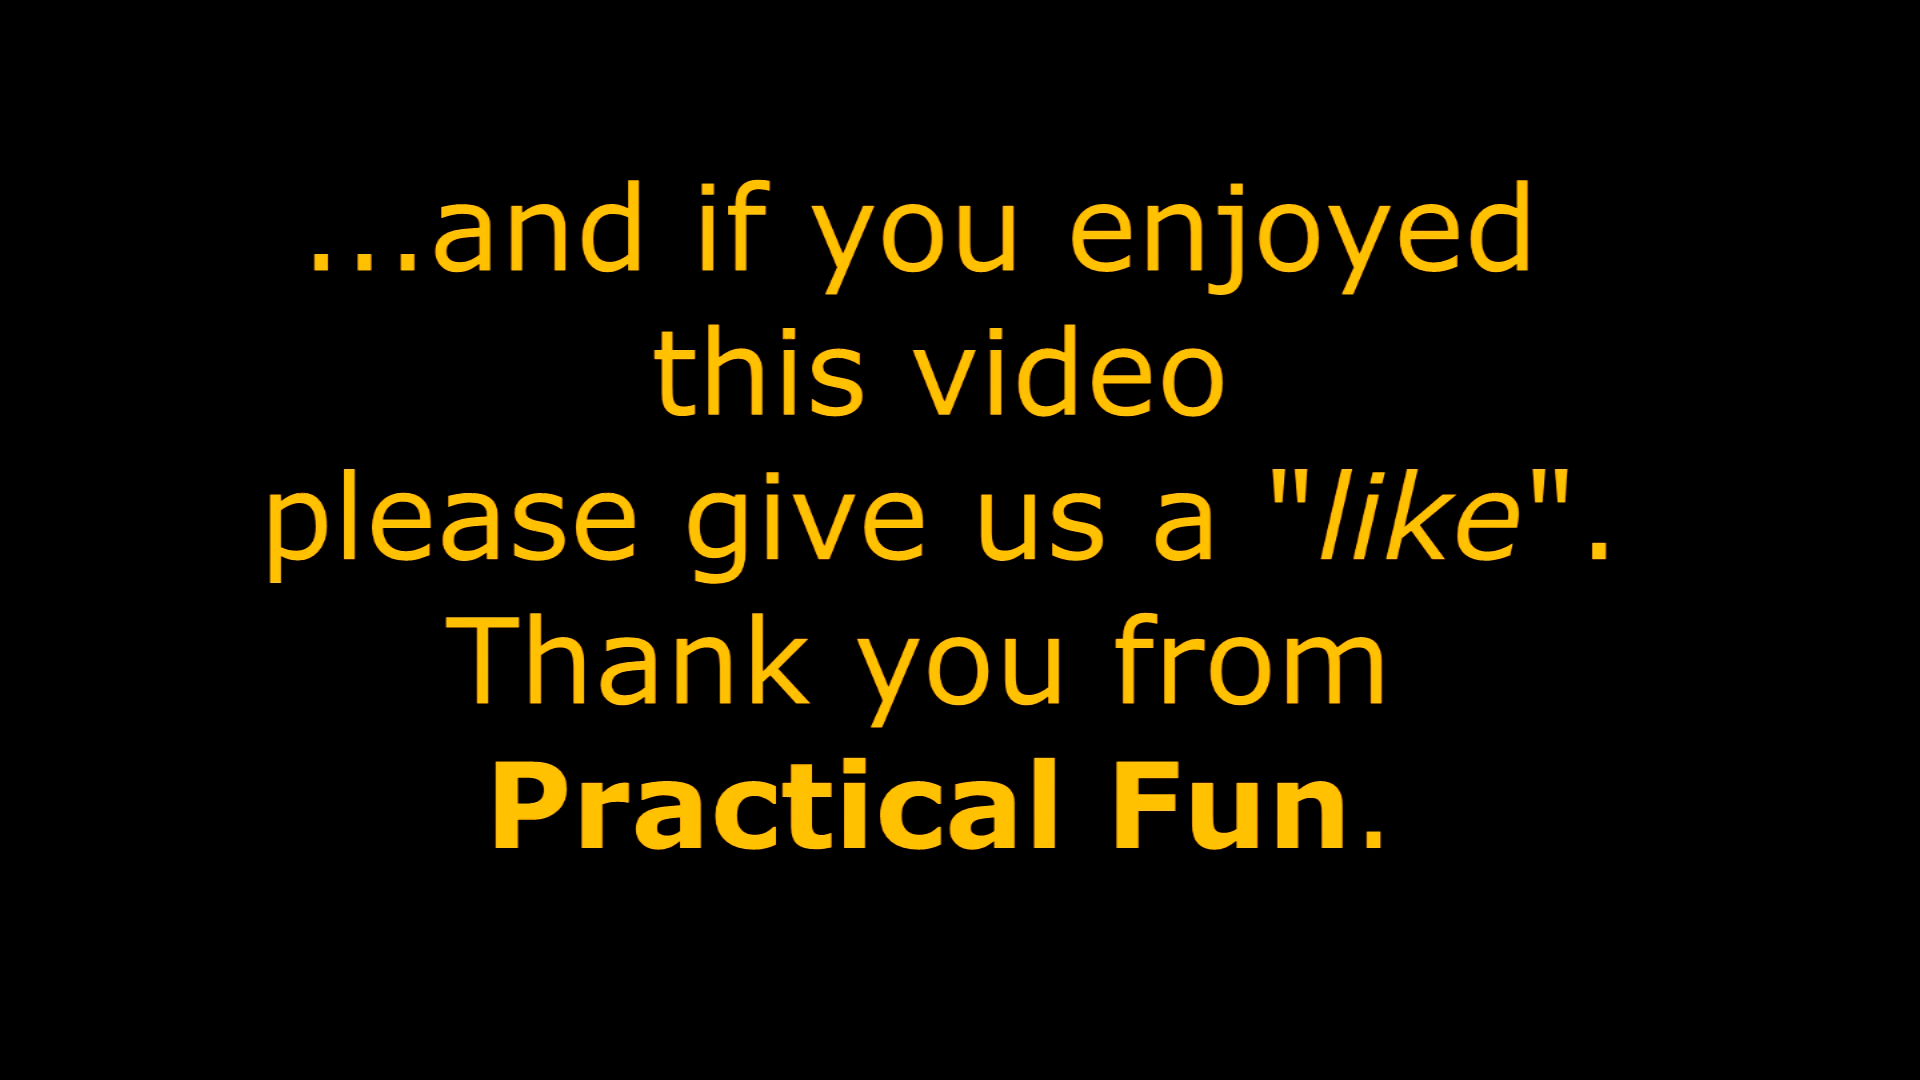 ...and if you enjoyed
this video
please give us a "like".
Thank you from
Practical Fun.